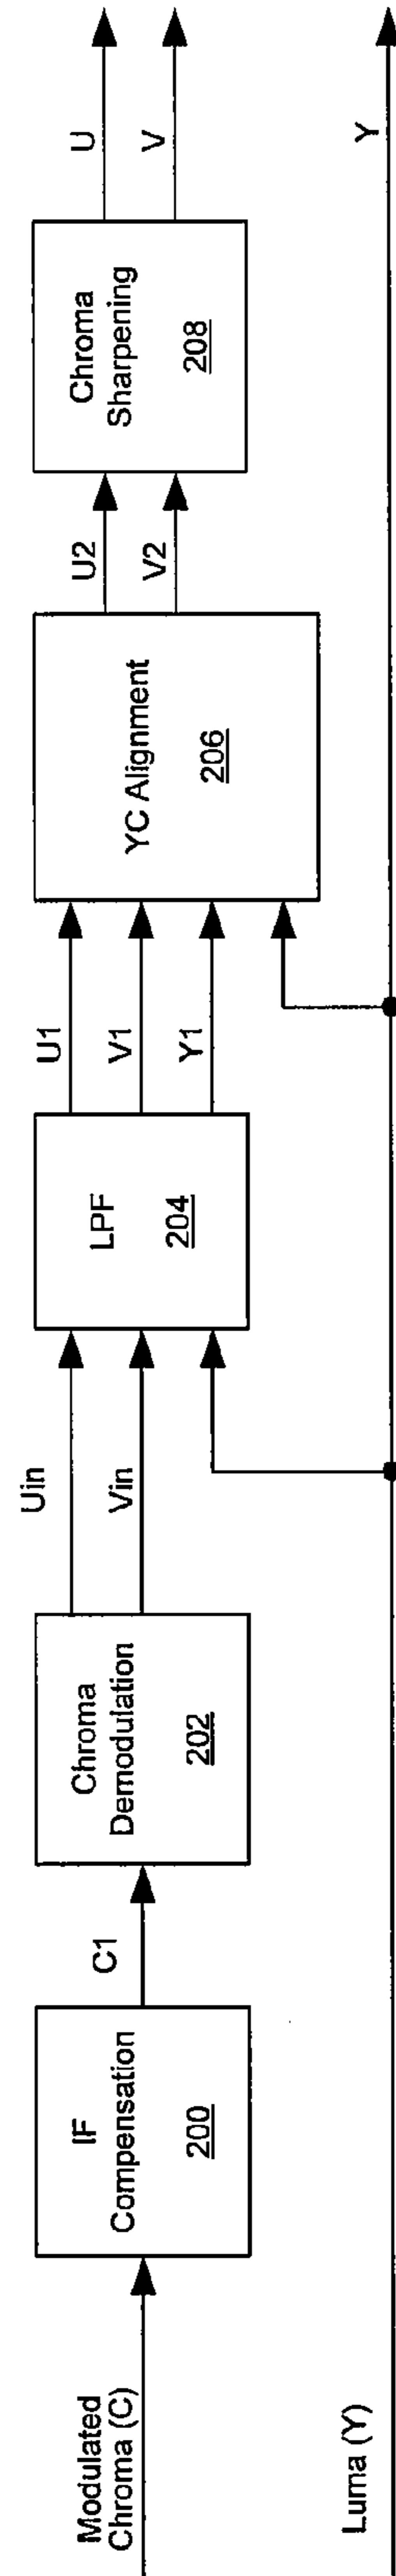 Modulated
Chroma (C)
IF
Compensation
200
C1
Chroma
Demodulation
202
Uin
Vin
LPF
204
U1
V1
Y1
YC Alignment
206
U2
V2
Chroma
Sharpening
208
U
V
Luma (Y)
Y